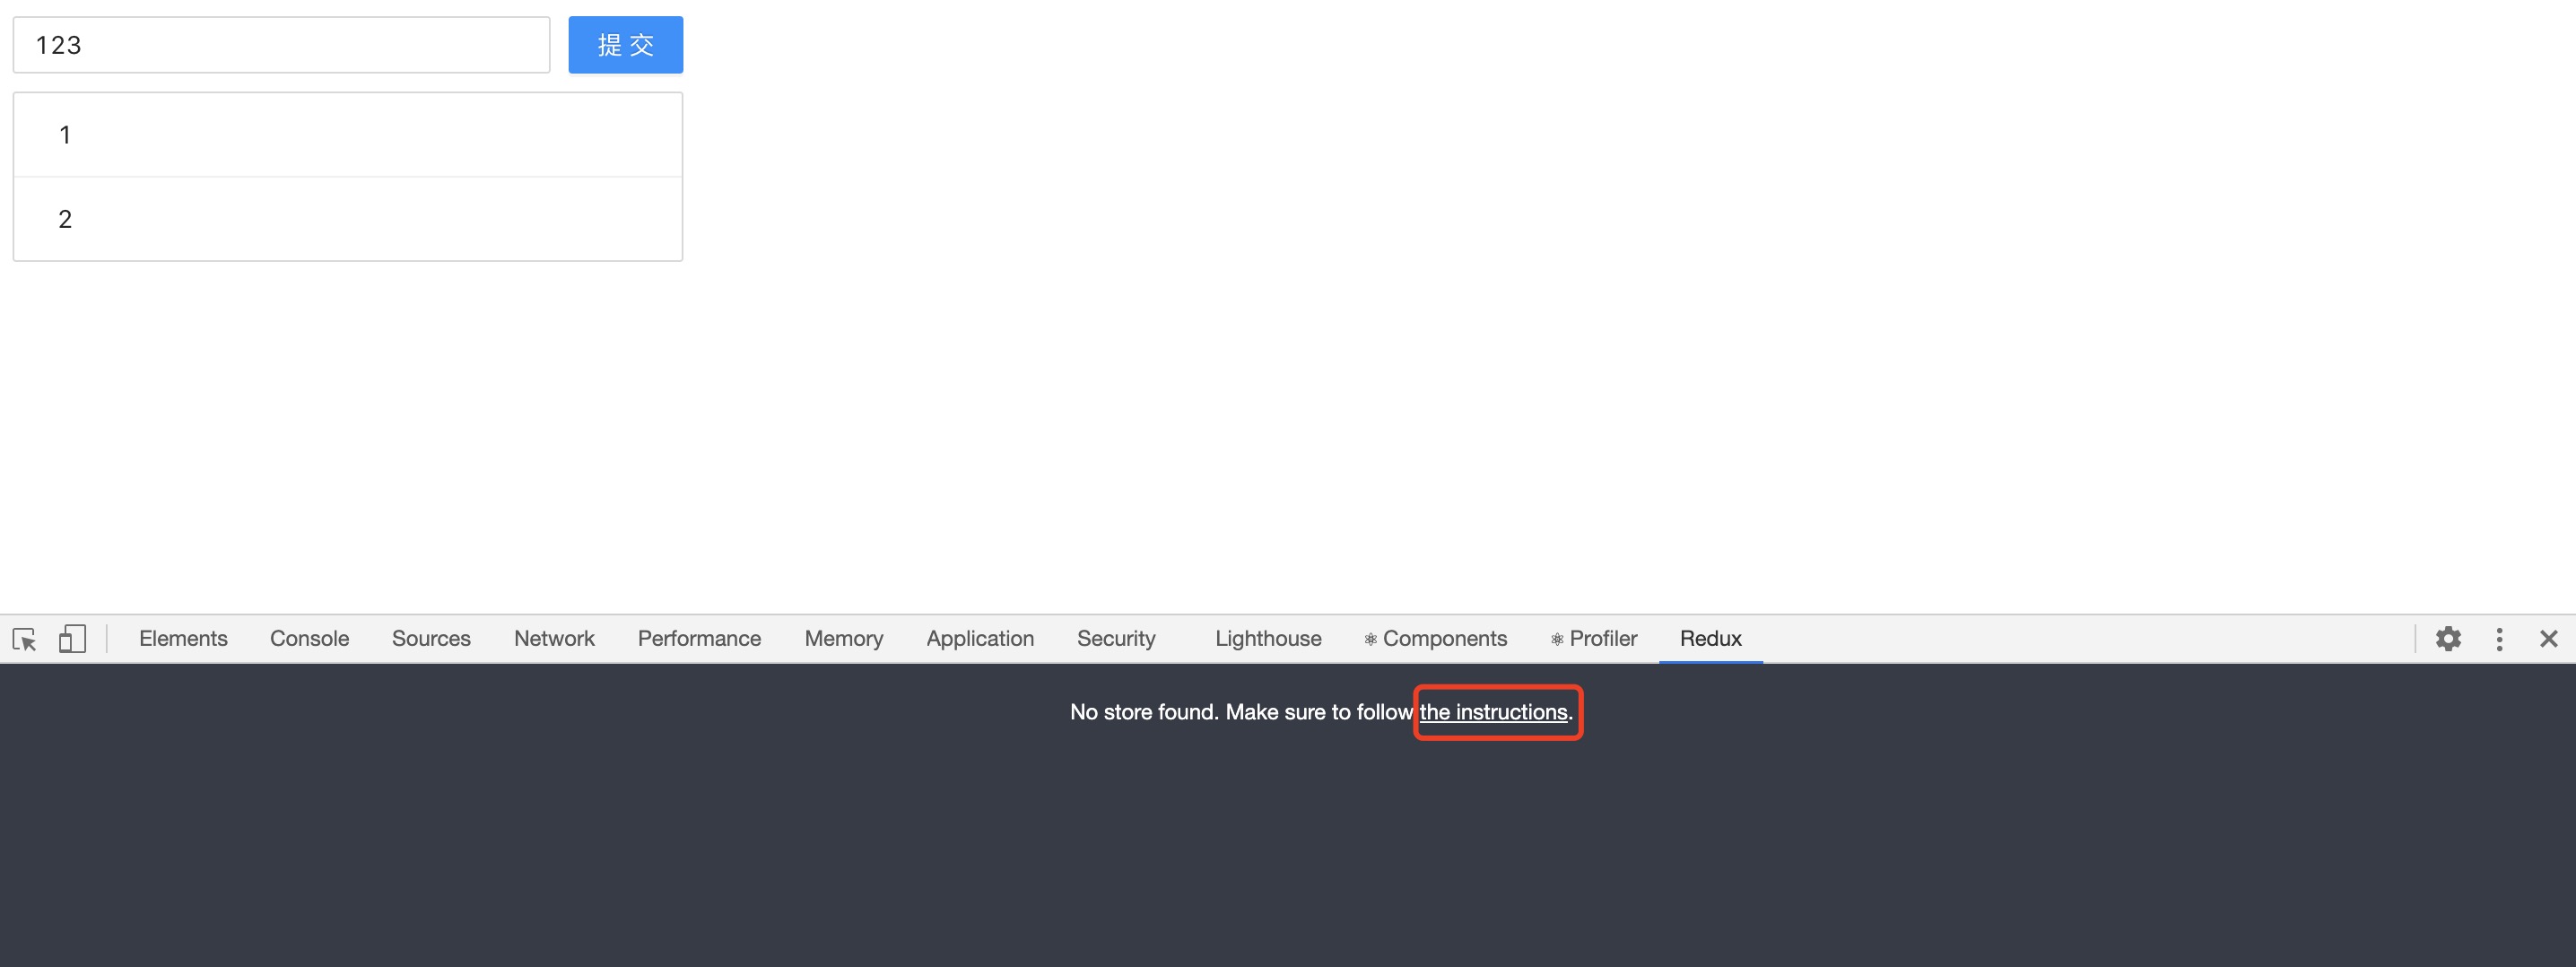 123
提 交
1
2
Elements Console Sources Network Performance Memory Application Security Lighthouse Components Profiler Redux
No store found. Make sure to follow the instructions.